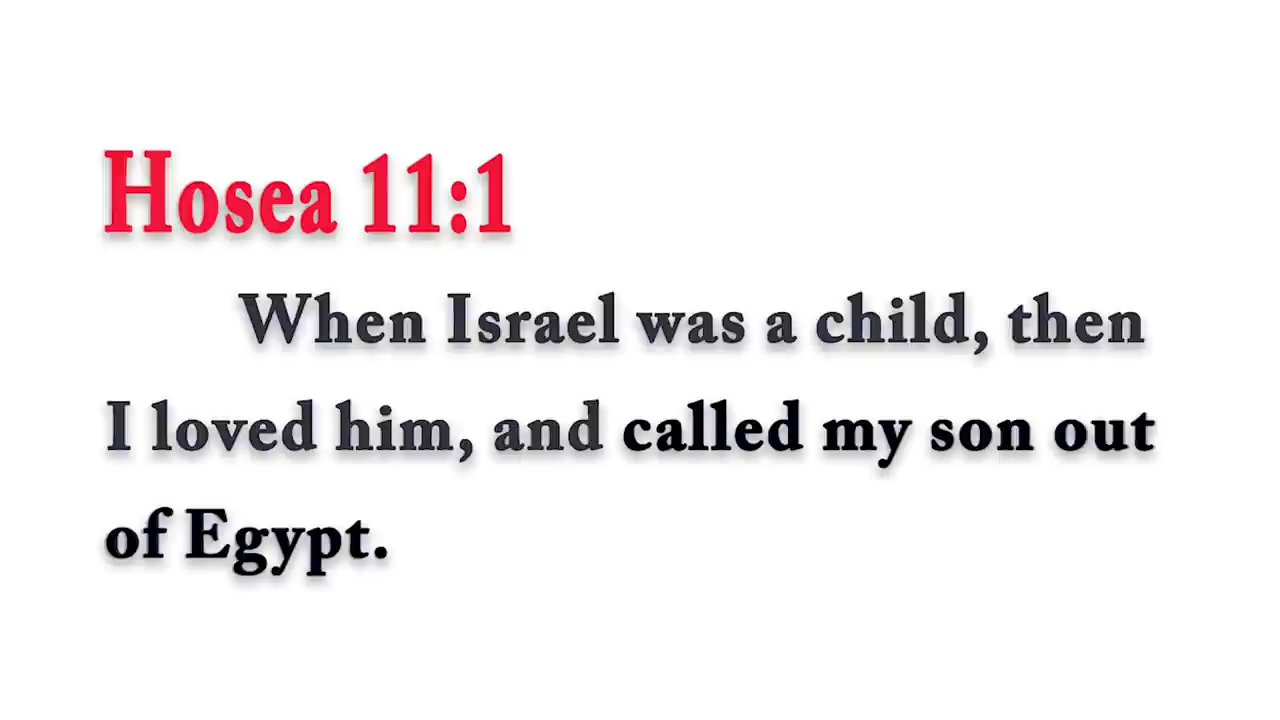 Hosea 11:1
When Israel was a child, then
I loved him, and called my son out
of Egypt.